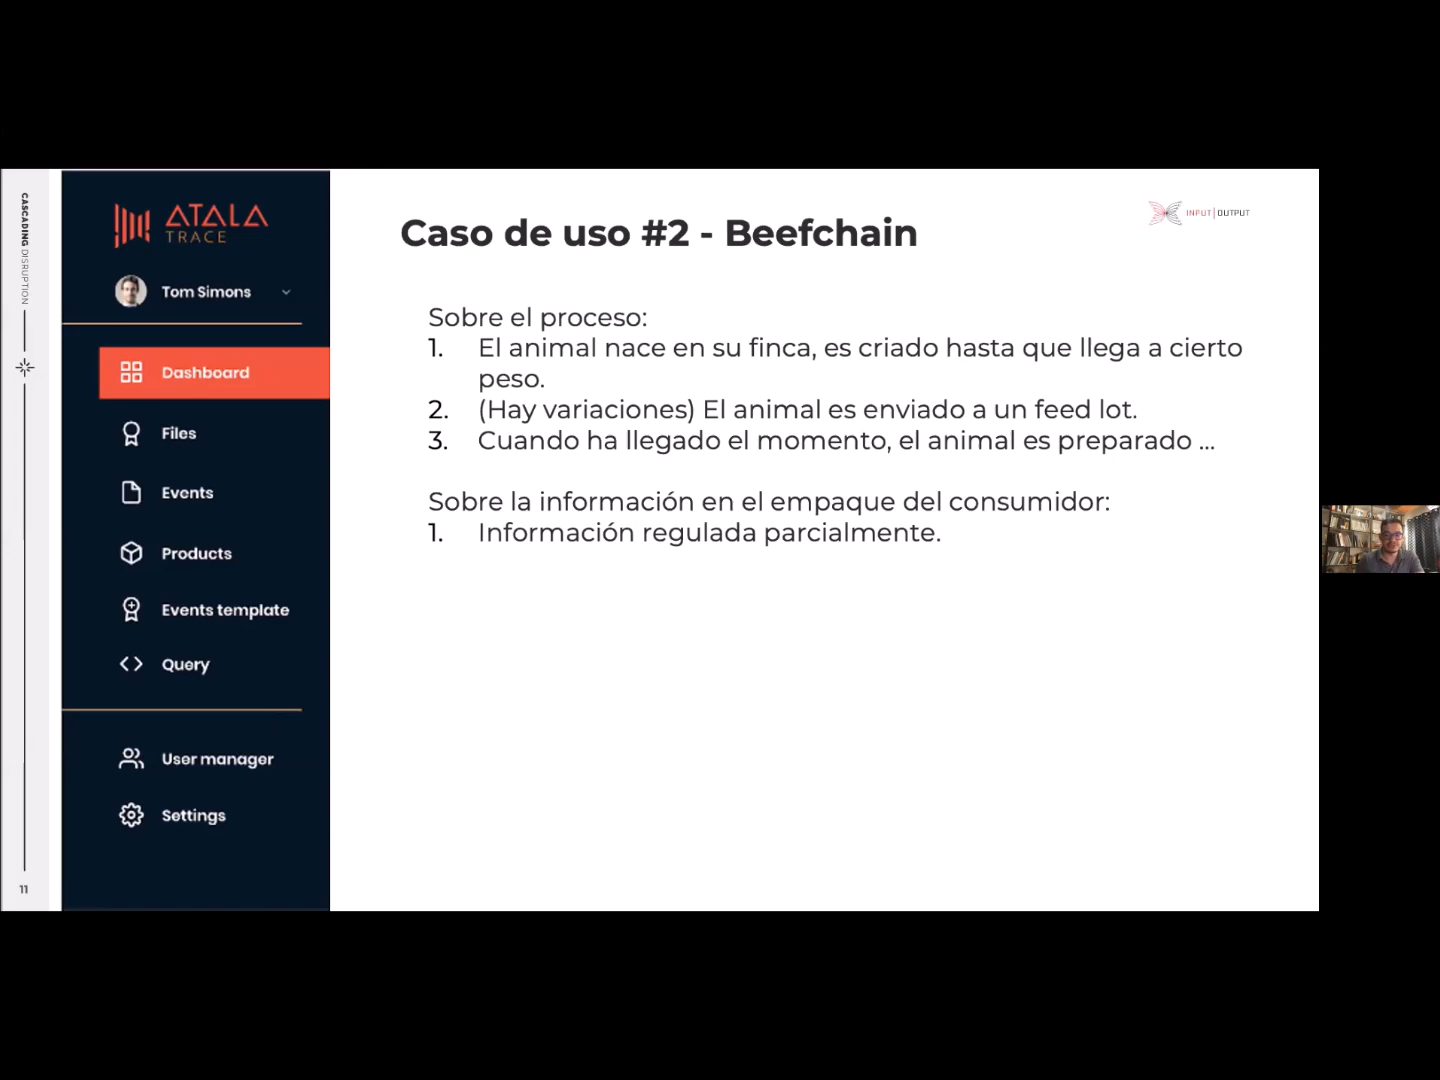 CASCADING DISRUPTION
11
ATALA
TRACE
Tom Simons
Dashboard
Files
Events
Products
Events template
Query
User manager
Settings
INPUT | OUTPUT
Caso de uso #2 - Beefchain
Sobre el proceso:
1. El animal nace en su finca, es criado hasta que llega a cierto
peso.
2. (Hay variaciones) El animal es enviado a un feed lot.
3. Cuando ha llegado el momento, el animal es preparado ...
Sobre la información en el empaque del consumidor:
1. Información regulada parcialmente.